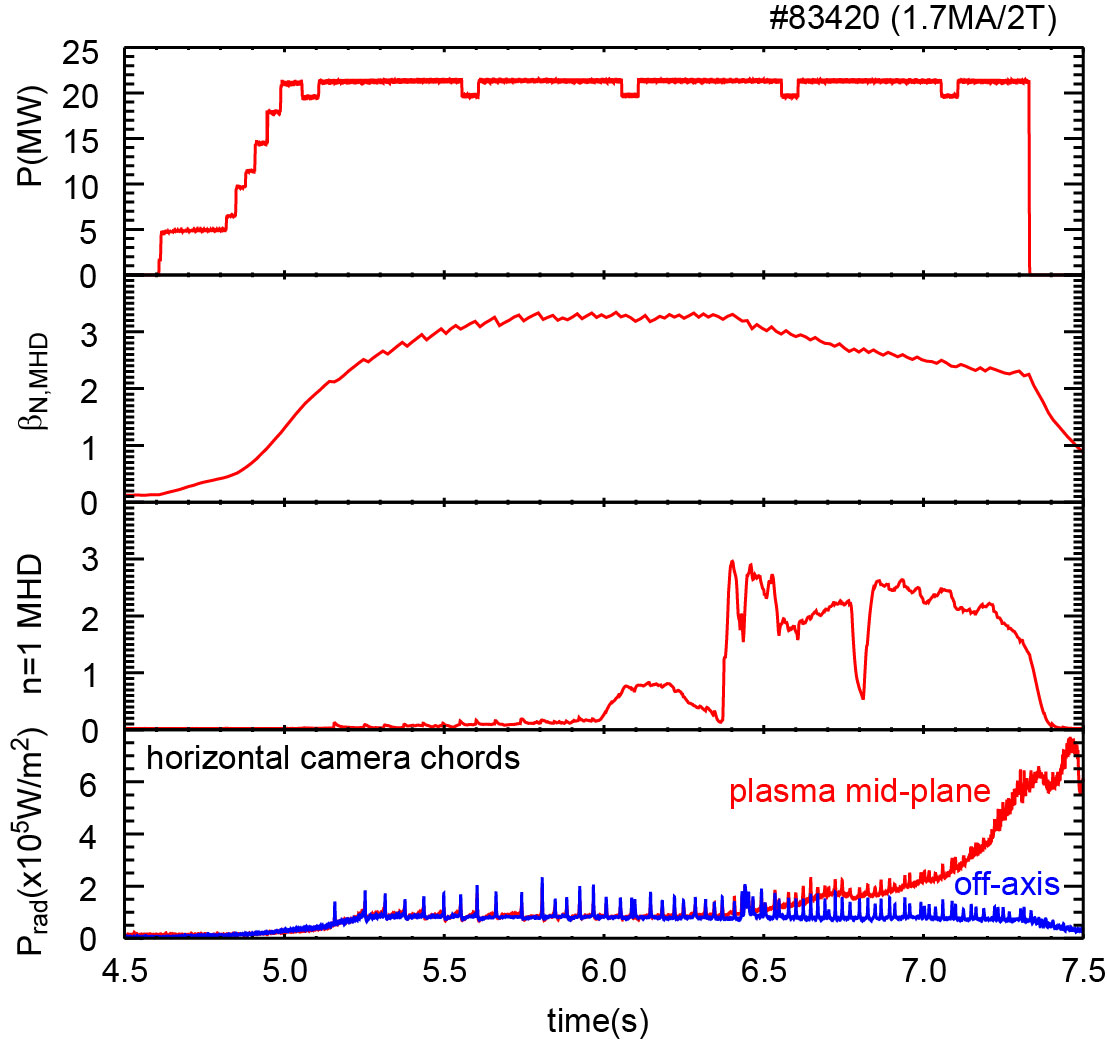 #83420 (1.7MA/2T)
P(MW)
25
20
15
10
5
0
βN,MHD
3
2
1
0
n=1 MHD
3
2
1
0
Prad(x10⁵W/m²)
horizontal camera chords
plasma mid-plane
off-axis
6
4
2
0
4.5 5.0 5.5 6.0 6.5 7.0 7.5
time(s)